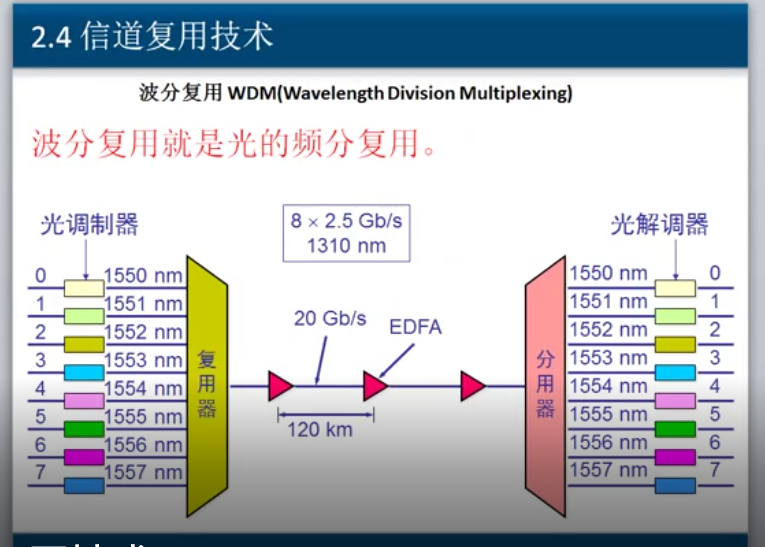 2.4 信道复用技术
波分复用 WDM(Wavelength Division Multiplexing)
波分复用就是光的频分复用。
光调制器
8 × 2.5 Gb/s
1310 nm
光解调器
0 1550 nm
1 1551 nm
2 1552 nm
3 1553 nm
4 1554 nm
5 1555 nm
6 1556 nm
7 1557 nm
复用器
20 Gb/s
EDFA
120 km
分用器
1550 nm 0
1551 nm 1
1552 nm 2
1553 nm 3
1554 nm 4
1555 nm 5
1556 nm 6
1557 nm 7